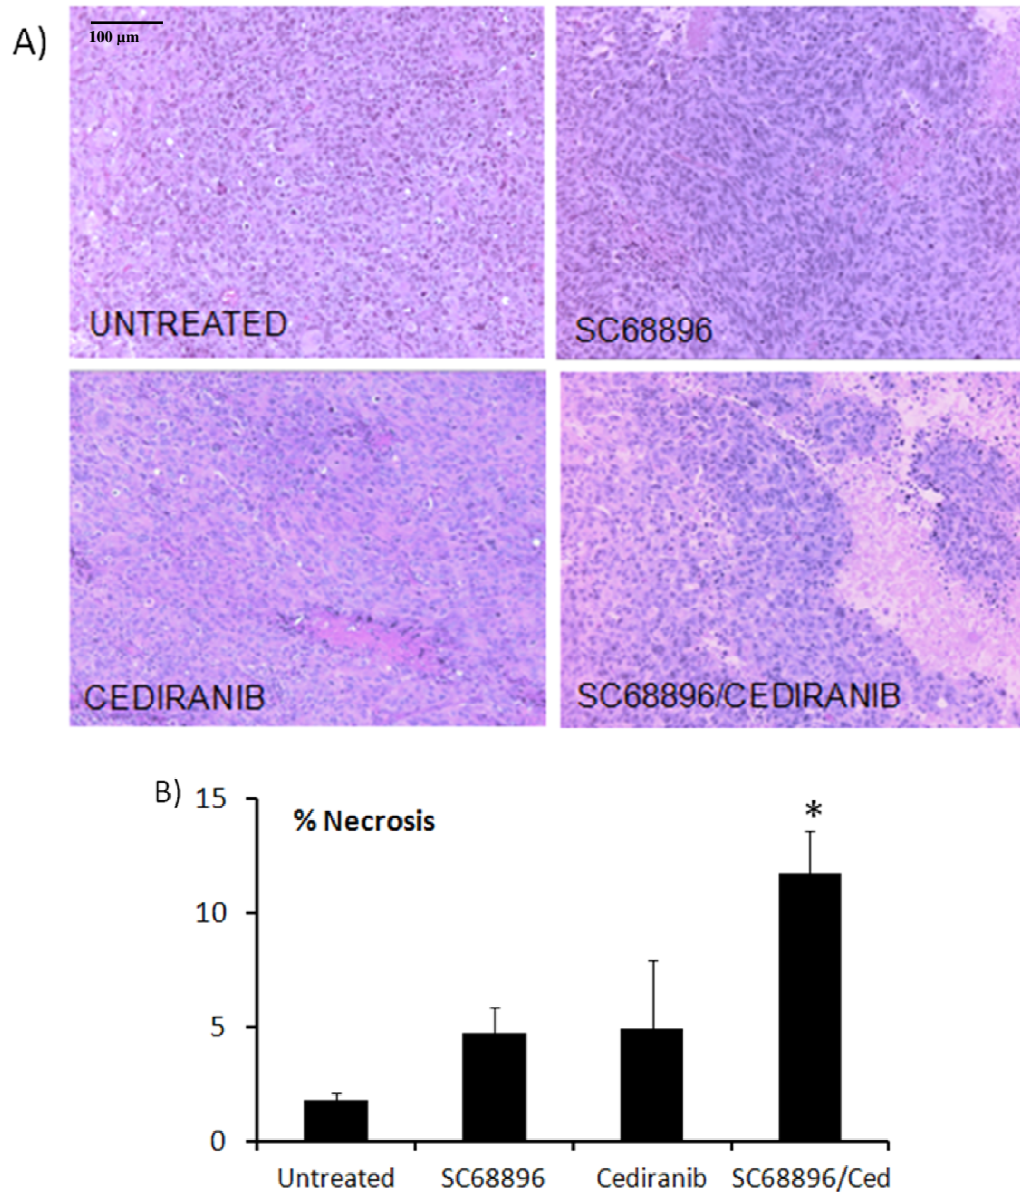 A)
100 µm
UNTREATED
SC68896
CEDIRANIB
SC68896/CEDIRANIB
B)
15
% Necrosis
*
10
5
0
Untreated
SC68896
Cediranib
SC68896/Ced